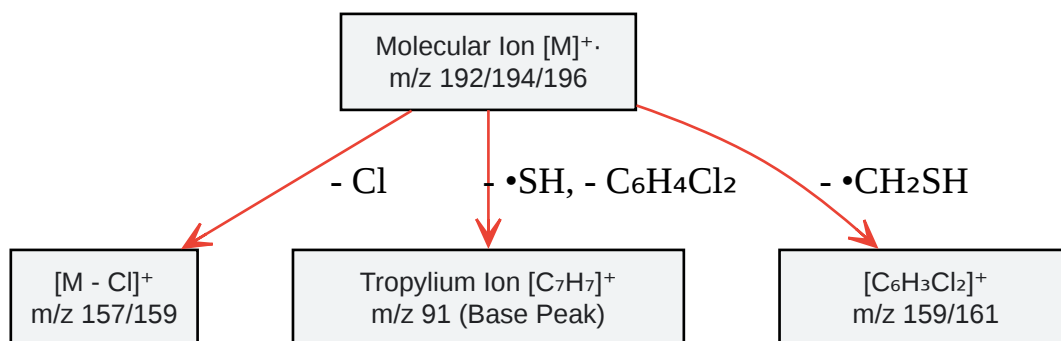 Molecular Ion [M]⁺·
m/z 192/194/196
- Cl
- •SH, - C₆H₄Cl₂
- •CH₂SH
[M - Cl]⁺
m/z 157/159
Tropylium Ion [C₇H₇]⁺
m/z 91 (Base Peak)
[C₆H₃Cl₂]⁺
m/z 159/161